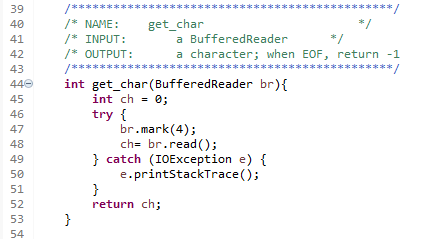 39 /***********************************************/
40 /* NAME: get_char */
41 /* INPUT: a BufferedReader */
42 /* OUTPUT: a character; when EOF, return -1
43 /***********************************************/
44 int get_char(BufferedReader br){
45 int ch = 0;
46 try {
47 br.mark(4);
48 ch= br.read();
49 } catch (IOException e) {
50 e.printStackTrace();
51 }
52 return ch;
53 }
54